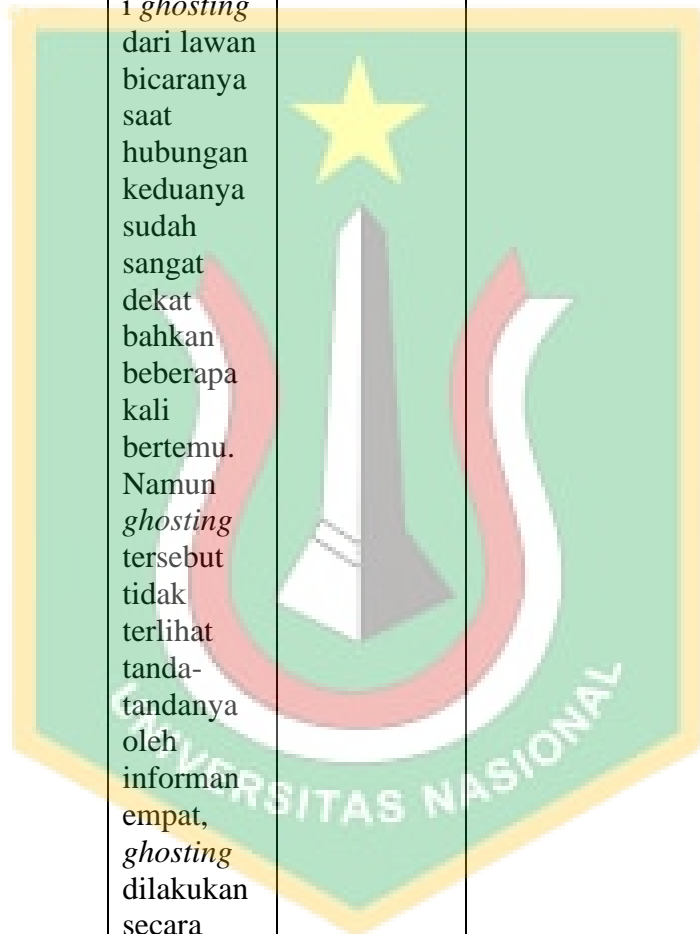 i ghosting
dari lawan
bicaranya
saat
hubungan
keduanya
sudah
sangat
dekat
bahkan
beberapa
kali
bertemu.
Namun
ghosting
tersebut
tidak
terlihat
tanda-
tandanya
oleh
informan
empat,
ghosting
dilakukan
secara
UNIVERSITAS NASIONAL